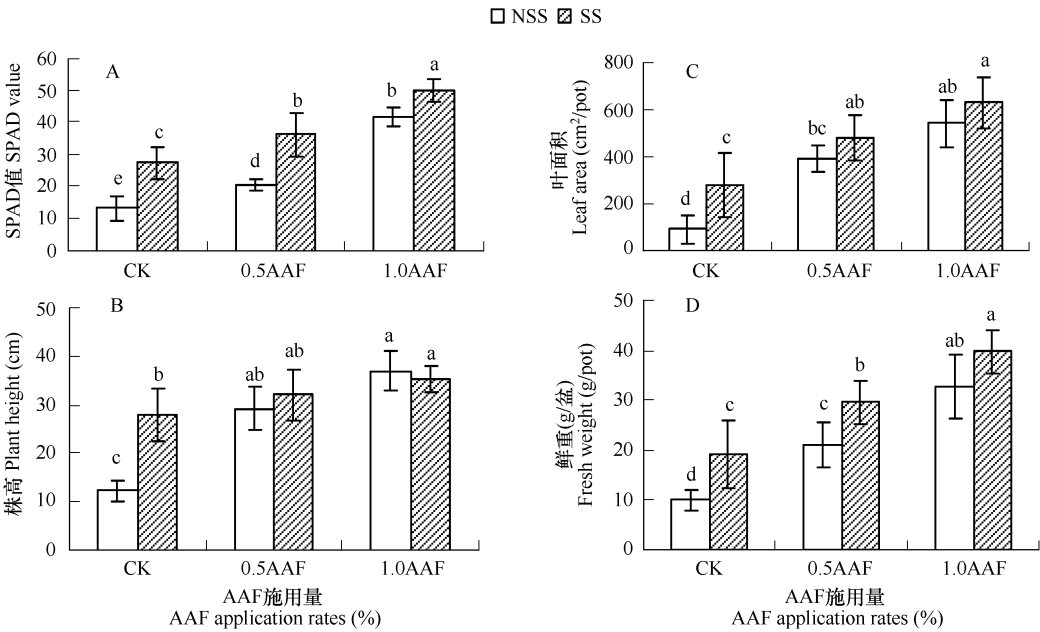 NSS SS
A
SPAD值 SPAD value
60
50
40
30
20
10
0
e
c
d
b
b
a
CK 0.5AAF 1.0AAF
C
叶面积
Leaf area (cm²/pot)
800
600
400
200
0
d
c
bc
ab
ab
a
CK 0.5AAF 1.0AAF
B
株高 Plant height (cm)
50
40
30
20
10
0
c
b
ab
ab
a
a
CK 0.5AAF 1.0AAF
AAF施用量
AAF application rates (%)
D
鲜重(g/盆)
Fresh weight (g/pot)
50
40
30
20
10
0
d
c
c
b
ab
a
CK 0.5AAF 1.0AAF
AAF施用量
AAF application rates (%)